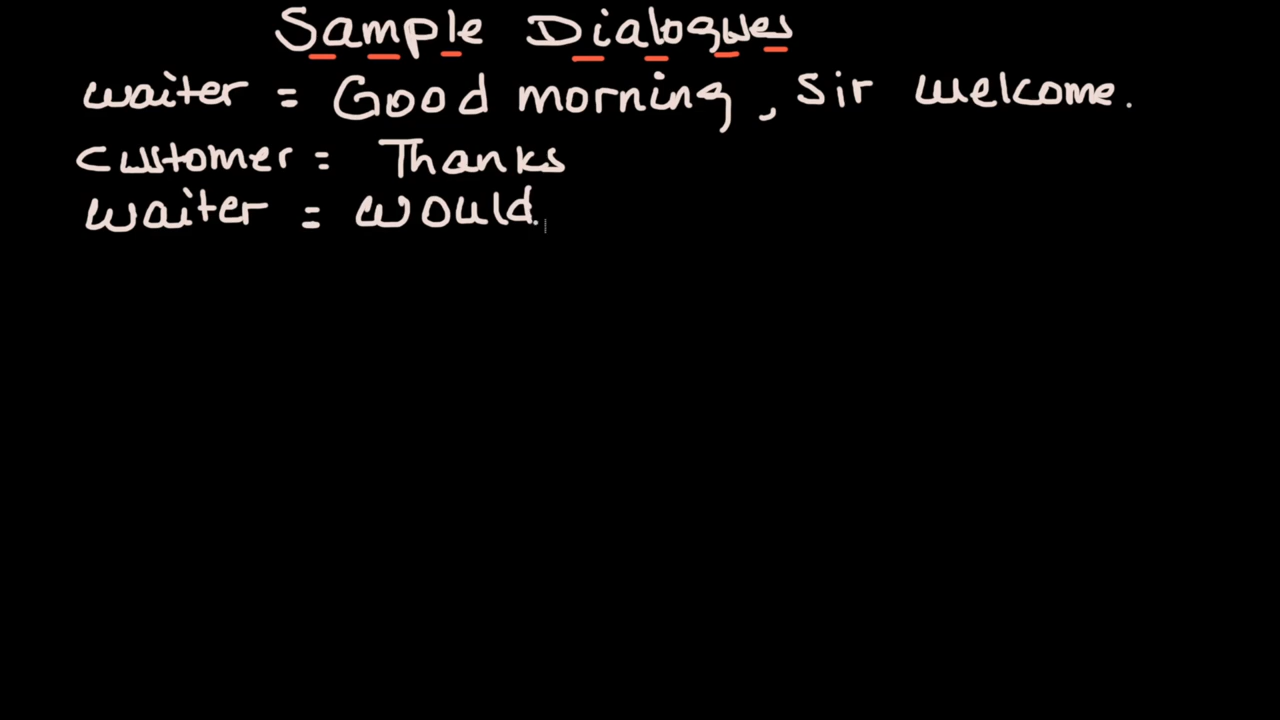 Sample Dialogues
waiter = Good morning, Sir welcome.
customer = Thanks
waiter = would.